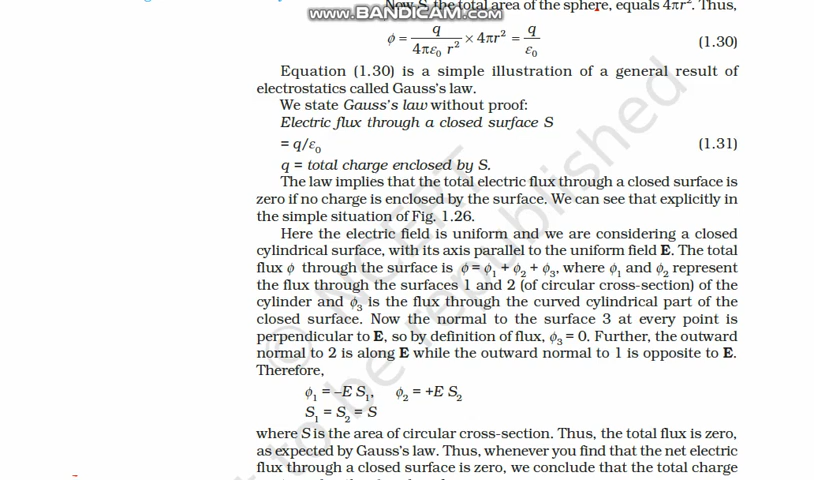 Now S, the total area of the sphere, equals 4πr². Thus,
www.BANDICAM.com
ϕ = q / 4πε₀ r² × 4πr² = q / ε₀ (1.30)
Equation (1.30) is a simple illustration of a general result of
electrostatics called Gauss's law.
We state Gauss's law without proof:
Electric flux through a closed surface S
= q/ε₀ (1.31)
q = total charge enclosed by S.
The law implies that the total electric flux through a closed surface is
zero if no charge is enclosed by the surface. We can see that explicitly in
the simple situation of Fig. 1.26.
Here the electric field is uniform and we are considering a closed
cylindrical surface, with its axis parallel to the uniform field E. The total
flux ϕ through the surface is ϕ = ϕ₁ + ϕ₂ + ϕ₃, where ϕ₁ and ϕ₂ represent
the flux through the surfaces 1 and 2 (of circular cross-section) of the
cylinder and ϕ₃ is the flux through the curved cylindrical part of the
closed surface. Now the normal to the surface 3 at every point is
perpendicular to E, so by definition of flux, ϕ₃ = 0. Further, the outward
normal to 2 is along E while the outward normal to 1 is opposite to E.
Therefore,
ϕ₁ = –E S₁, ϕ₂ = +E S₂
S₁ = S₂ = S
where S is the area of circular cross-section. Thus, the total flux is zero,
as expected by Gauss's law. Thus, whenever you find that the net electric
flux through a closed surface is zero, we conclude that the total charge
© NCERT
not to be republished